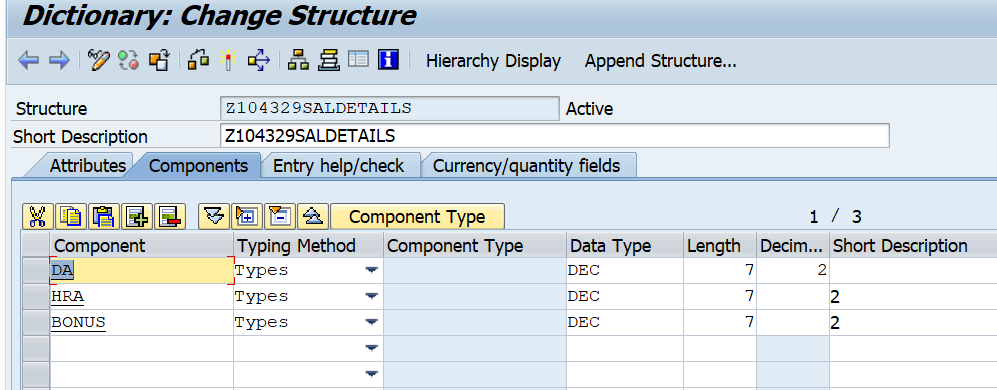 Dictionary: Change Structure
Hierarchy Display Append Structure...
Structure Z104329SALDETAILS Active
Short Description Z104329SALDETAILS
Attributes Components Entry help/check Currency/quantity fields
Component Type 1 / 3
Component Typing Method Component Type Data Type Length Decim... Short Description
DA Types DEC 7 2
HRA Types DEC 7 2
BONUS Types DEC 7 2